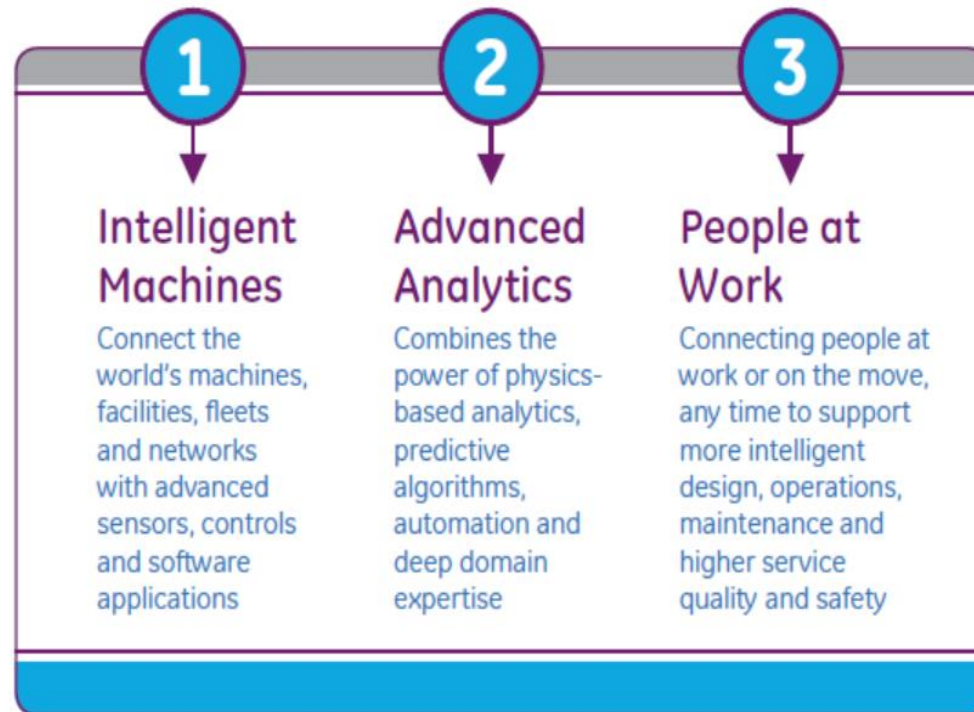 1
Intelligent
Machines
Connect the
world's machines,
facilities, fleets
and networks
with advanced
sensors, controls
and software
applications
2
Advanced
Analytics
Combines the
power of physics-
based analytics,
predictive
algorithms,
automation and
deep domain
expertise
3
People at
Work
Connecting people at
work or on the move,
any time to support
more intelligent
design, operations,
maintenance and
higher service
quality and safety